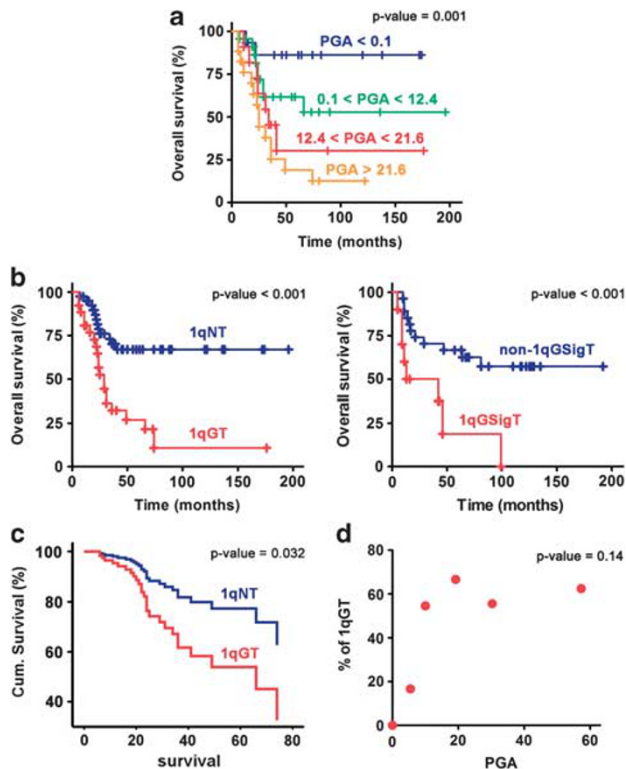 a
p-value = 0.001
Overall survival (%)
100
75
50
25
0
PGA < 0.1
0.1 < PGA < 12.4
12.4 < PGA < 21.6
PGA > 21.6
0 50 100 150 200
Time (months)
b
p-value < 0.001
Overall survival (%)
100
75
50
25
0
1qNT
1qGT
0 50 100 150 200
Time (months)
p-value < 0.001
Overall survival (%)
100
75
50
25
0
non-1qGSigT
1qGSigT
0 50 100 150 200
Time (months)
c
p-value = 0.032
Cum. Survival (%)
100
80
60
40
1qNT
1qGT
0 20 40 60 80
survival
d
p-value = 0.14
% of 1qGT
80
60
40
20
0
0 20 40 60
PGA